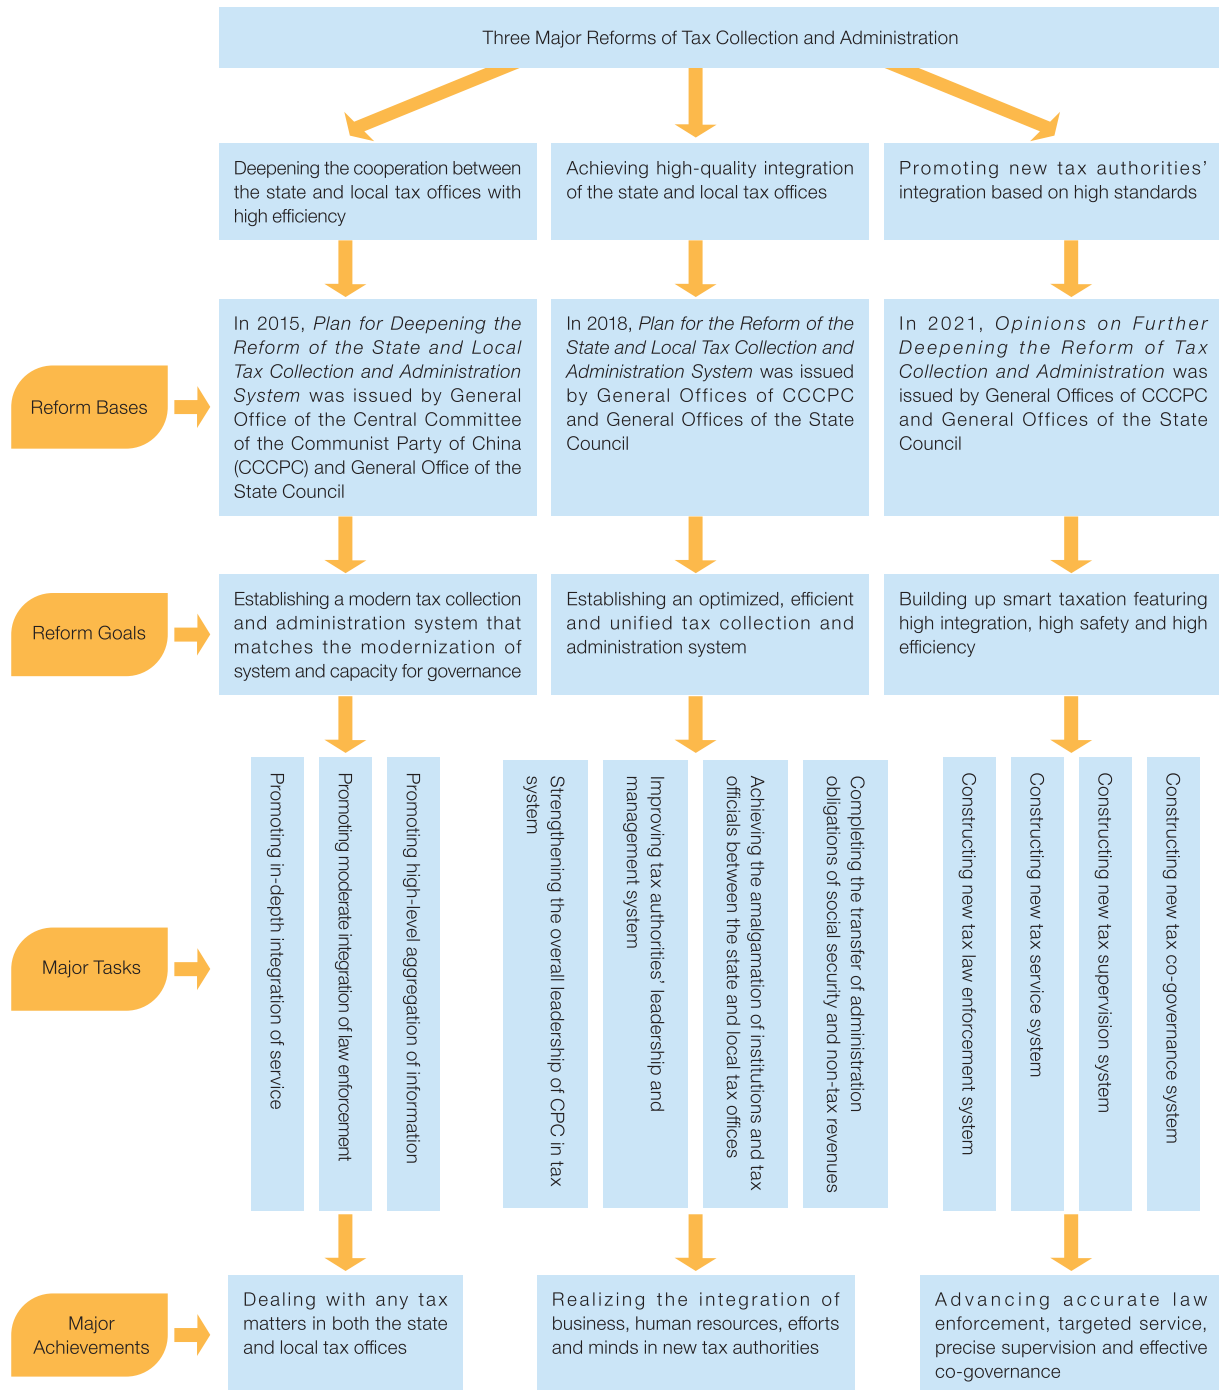 Three Major Reforms of Tax Collection and Administration
Deepening the cooperation between
the state and local tax offices with
high efficiency
Achieving high-quality integration
of the state and local tax offices
Promoting new tax authorities’
integration based on high standards
Reform Bases
In 2015, Plan for Deepening the
Reform of the State and Local
Tax Collection and Administration
System was issued by General
Office of the Central Committee
of the Communist Party of China
(CCCPC) and General Office of the
State Council
In 2018, Plan for the Reform of the
State and Local Tax Collection and
Administration System was issued
by General Offices of CCCPC
and General Offices of the State
Council
In 2021, Opinions on Further
Deepening the Reform of Tax
Collection and Administration was
issued by General Offices of CCCPC
and General Offices of the State
Council
Reform Goals
Establishing a modern tax collection
and administration system that
matches the modernization of
system and capacity for governance
Establishing an optimized, efficient
and unified tax collection and
administration system
Building up smart taxation featuring
high integration, high safety and high
efficiency
Major Tasks
Promoting in-depth integration of service
Promoting moderate integration of law enforcement
Promoting high-level aggregation of information
Strengthening the overall leadership of CPC in tax
system
Improving tax authorities’ leadership and
management system
Achieving the amalgamation of institutions and tax
officials between the state and local tax offices
Completing the transfer of administration
obligations of social security and non-tax revenues
Constructing new tax law enforcement system
Constructing new tax service system
Constructing new tax supervision system
Constructing new tax co-governance system
Major
Achievements
Dealing with any tax
matters in both the state
and local tax offices
Realizing the integration of
business, human resources, efforts
and minds in new tax authorities
Advancing accurate law
enforcement, targeted service,
precise supervision and effective
co-governance